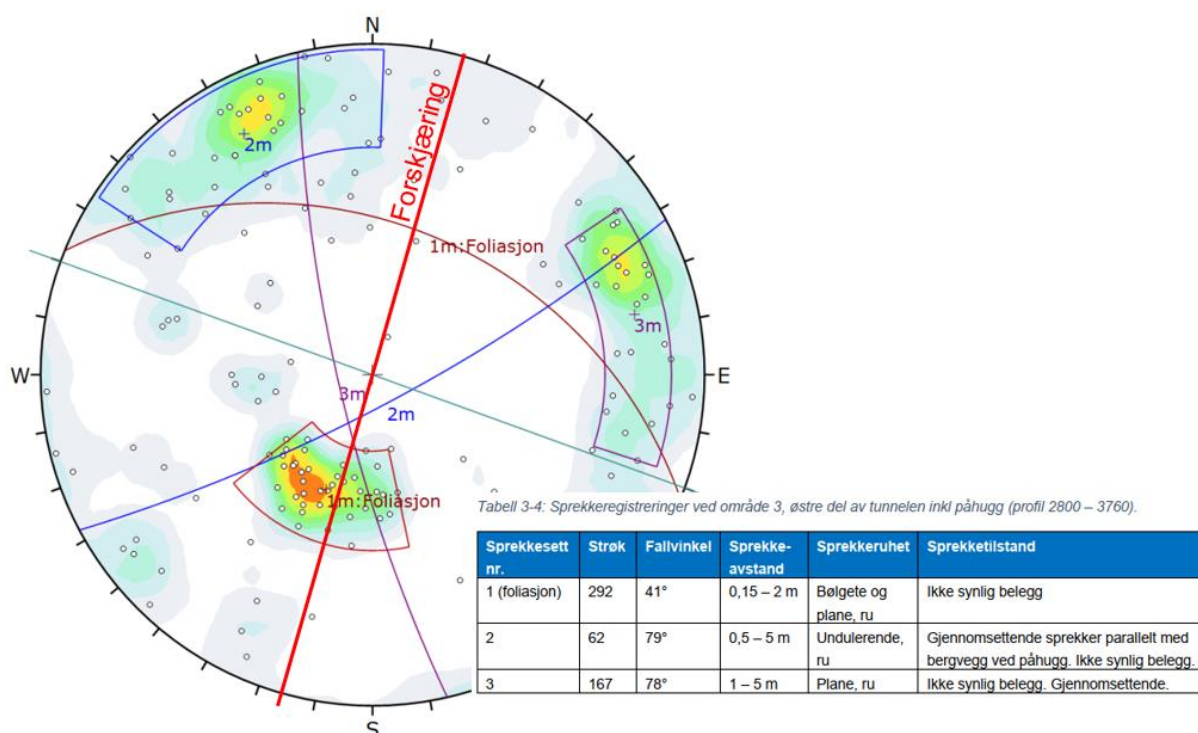 N
Forskjæring
2m
1m:Foliasjon
3m
W
E
3m
2m
1m:Foliasjon
S
Tabell 3-4: Sprekkeregistreringer ved område 3, østre del av tunnelen inkl påhugg (profil 2800 – 3760).
Sprekkesett nr. Strøk Fallvinkel Sprekke-avstand Sprekkeruhet Sprekketilstand
1 (foliasjon) 292 41° 0,15 – 2 m Bølgete og plane, ru Ikke synlig belegg
2 62 79° 0,5 – 5 m Undulerende, ru Gjennomsettende sprekker parallelt med bergvegg ved påhugg. Ikke synlig belegg.
3 167 78° 1 – 5 m Plane, ru Ikke synlig belegg. Gjennomsettende.